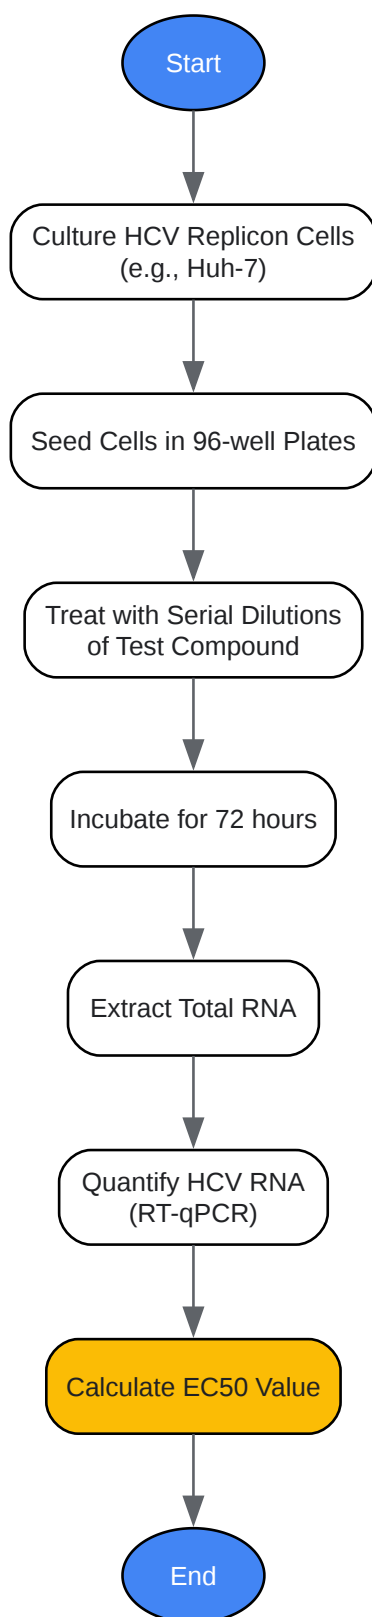 Start
Culture HCV Replicon Cells
(e.g., Huh-7)
Seed Cells in 96-well Plates
Treat with Serial Dilutions
of Test Compound
Incubate for 72 hours
Extract Total RNA
Quantify HCV RNA
(RT-qPCR)
Calculate EC50 Value
End